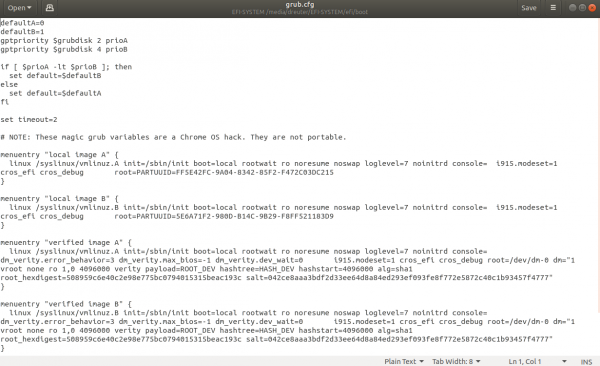 Open
grub.cfg
EFI-SYSTEM /media/dreuter/EFI-SYSTEM/efi/boot
Save
defaultA=0
defaultB=1
gptpriority $grubdisk 2 prioA
gptpriority $grubdisk 4 prioB
if [ $prioA -lt $prioB ]; then
set default=$defaultB
else
set default=$defaultA
fi
set timeout=2
# NOTE: These magic grub variables are a Chrome OS hack. They are not portable.
menuentry "local image A" {
linux /syslinux/vmlinuz.A init=/sbin/init boot=local rootwait ro noresume noswap loglevel=7 noinitrd console= i915.modeset=1
cros_efi cros_debug root=PARTUUID=FF5E42FC-9A04-8342-85F2-F472C03DC215
}
menuentry "local image B" {
linux /syslinux/vmlinuz.B init=/sbin/init boot=local rootwait ro noresume noswap loglevel=7 noinitrd console= i915.modeset=1
cros_efi cros_debug root=PARTUUID=5E6A71F2-980D-814C-9B29-F8FF521183D9
}
menuentry "verified image A" {
linux /syslinux/vmlinuz.A init=/sbin/init boot=local rootwait ro noresume noswap loglevel=7 noinitrd console=
dm_verity.error_behavior=3 dm_verity.max_bios=-1 dm_verity.dev_wait=0 i915.modeset=1 cros_efi cros_debug root=/dev/dm-0 dm="1
vroot none ro 1,0 4096000 verity payload=ROOT_DEV hashtree=HASH_DEV hashstart=4096000 alg=sha1
root_hexdigest=508959c6e40c2e98e775bc0794015315beac193c salt=042ce8aaa3bdf2d33ee64d8a84ed293ef093fe8f772e5872c40c1b93457f4777"
}
menuentry "verified image B" {
linux /syslinux/vmlinuz.B init=/sbin/init boot=local rootwait ro noresume noswap loglevel=7 noinitrd console=
dm_verity.error_behavior=3 dm_verity.max_bios=-1 dm_verity.dev_wait=0 i915.modeset=1 cros_efi cros_debug root=/dev/dm-0 dm="1
vroot none ro 1,0 4096000 verity payload=ROOT_DEV hashtree=HASH_DEV hashstart=4096000 alg=sha1
root_hexdigest=508959c6e40c2e98e775bc0794015315beac193c salt=042ce8aaa3bdf2d33ee64d8a84ed293ef093fe8f772e5872c40c1b93457f4777"
}
Plain Text Tab Width: 8 Ln 1, Col 1 INS